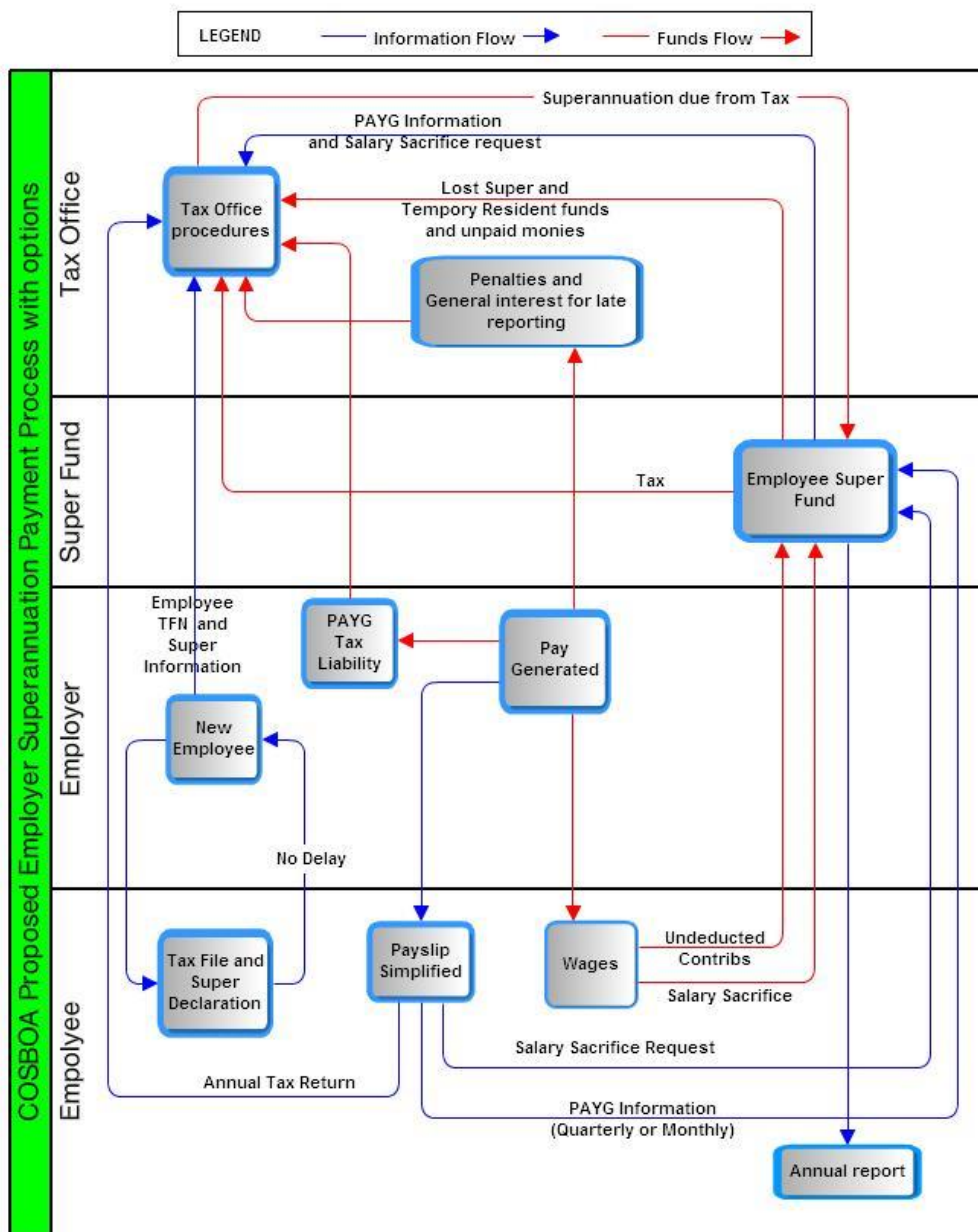 LEGEND
Information Flow
Funds Flow
COSBOA Proposed Employer Superannuation Payment Process with options
Tax Office
Superannuation due from Tax
PAYG Information
and Salary Sacrifice request
Tax Office
procedures
Lost Super and
Tempory Resident funds
and unpaid monies
Penalties and
General interest for late
reporting
Super Fund
Tax
Employee Super
Fund
Employer
Employee
TFN and
Super
Information
PAYG
Tax
Liability
Pay
Generated
New
Employee
No Delay
Empolyee
Tax File and
Super
Declaration
Payslip
Simplified
Wages
Undeducted
Contribs
Salary Sacrifice
Salary Sacrifice Request
Annual Tax Return
PAYG Information
(Quarterly or Monthly)
Annual report